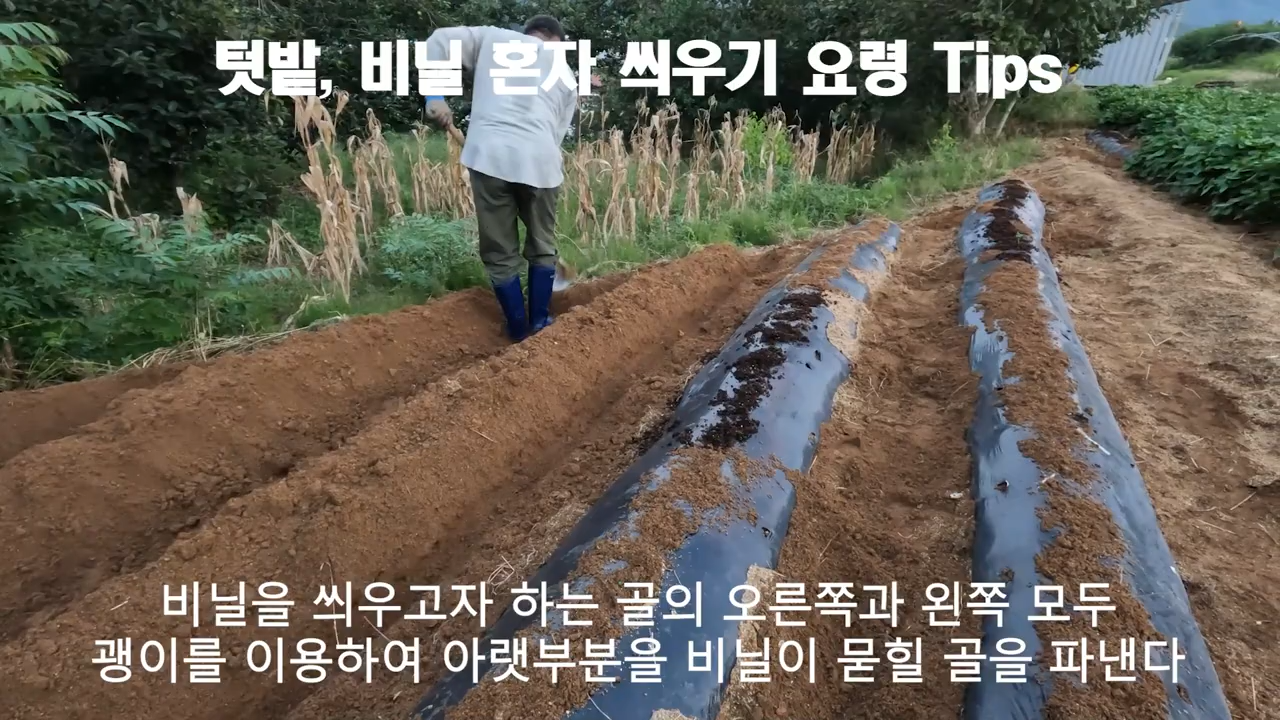 텃밭, 비닐 혼자 씌우기 요령 Tips
비닐을 씌우고자 하는 골의 오른쪽과 왼쪽 모두
괭이를 이용하여 아랫부분을 비닐이 묻힐 골을 파낸다